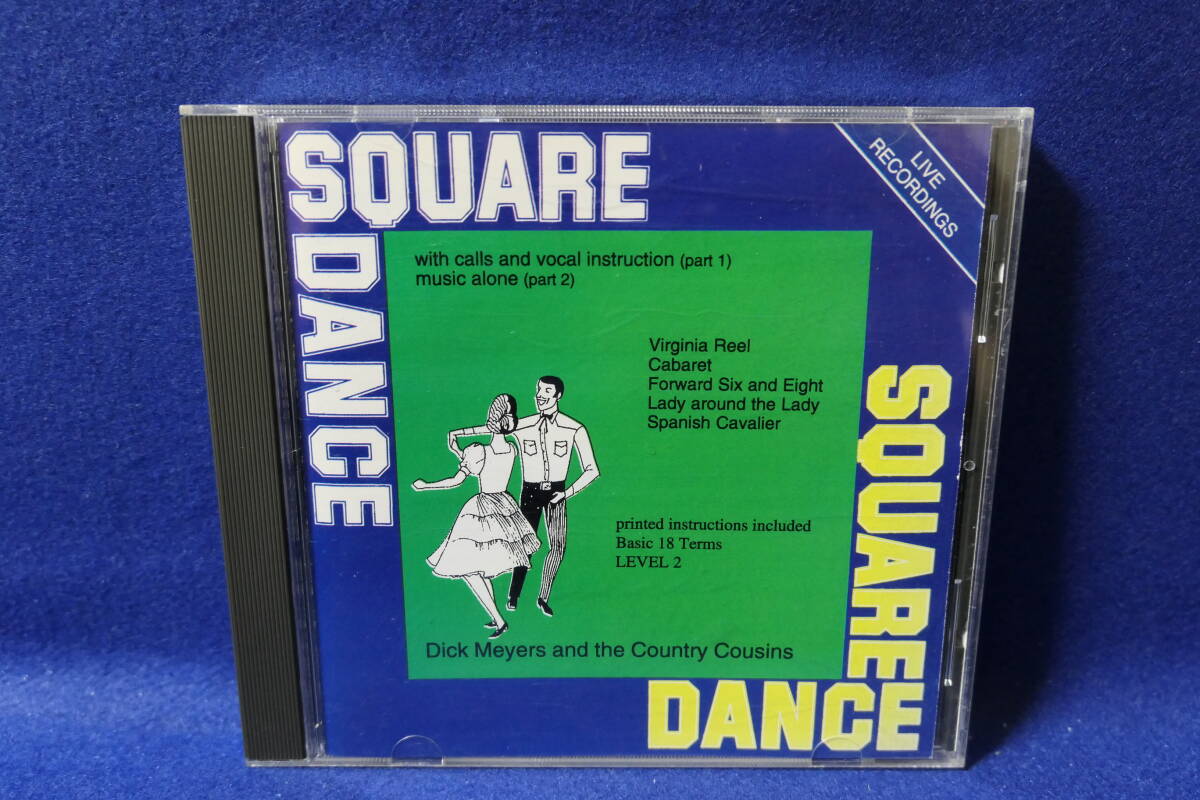 SQUARE
DANCE
LIVE
RECORDINGS
with calls and vocal instruction (part 1)
music alone (part 2)
Virginia Reel
Cabaret
Forward Six and Eight
Lady around the Lady
Spanish Cavalier
printed instructions included
Basic 18 Terms
LEVEL 2
Dick Meyers and the Country Cousins
SQUARE
DANCE